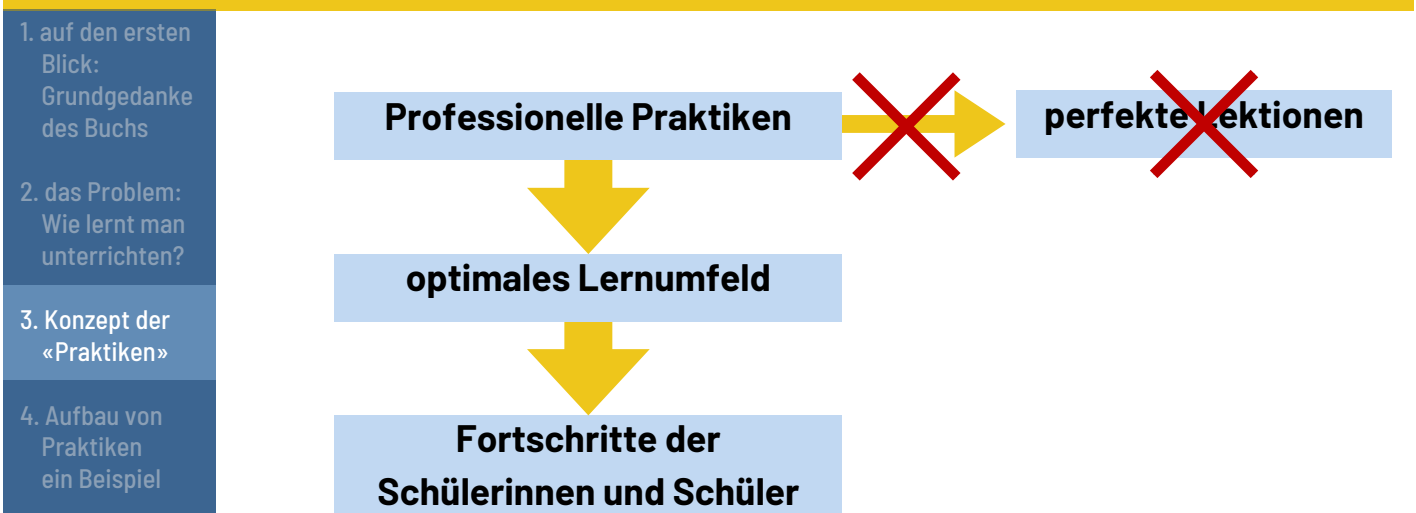 1. auf den ersten
Blick:
Grundgedanke
des Buchs
2. das Problem:
Wie lernt man
unterrichten?
3. Konzept der
«Praktiken»
4. Aufbau von
Praktiken
ein Beispiel
Professionelle Praktiken
perfekte Lektionen
optimales Lernumfeld
Fortschritte der
Schülerinnen und Schüler